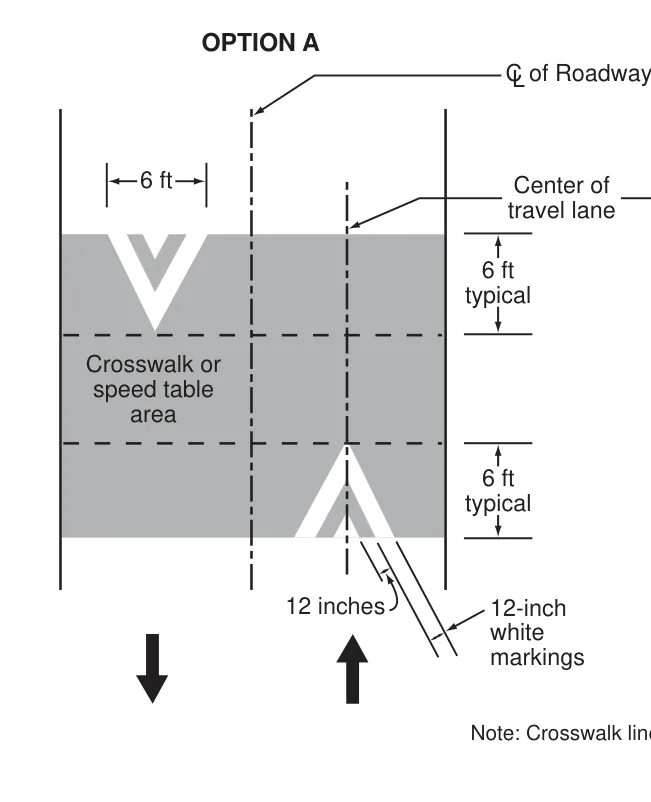 OPTION A
℄ of Roadway
6 ft
Center of
travel lane
6 ft
typical
Crosswalk or
speed table
area
6 ft
typical
12 inches
12-inch
white
markings
Note: Crosswalk